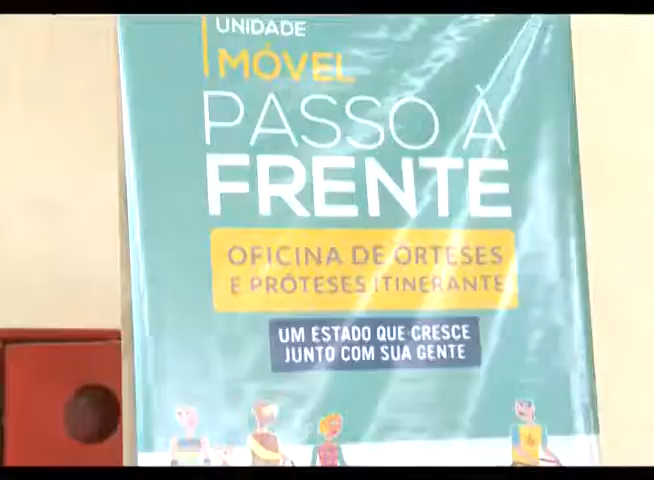 UNIDADE
MÓVEL
PASSO À
FRENTE
OFICINA DE ÓRTESES
E PRÓTESES ITINERANTE
UM ESTADO QUE CRESCE
JUNTO COM SUA GENTE